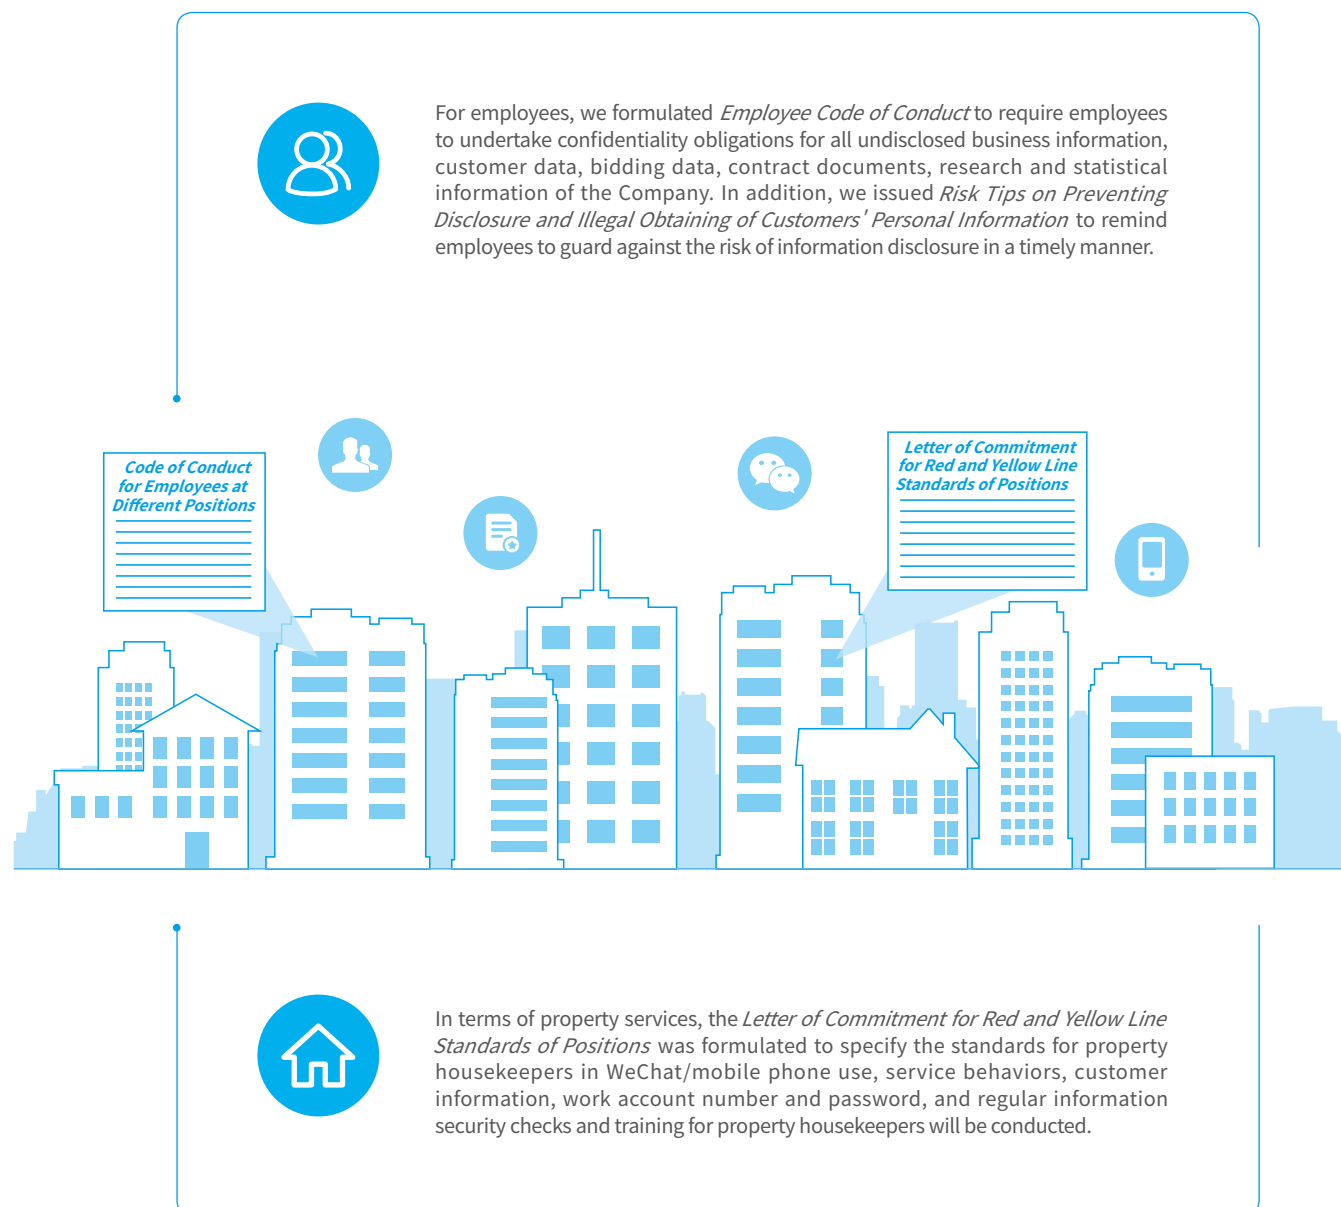 For employees, we formulated Employee Code of Conduct to require employees
to undertake confidentiality obligations for all undisclosed business information,
customer data, bidding data, contract documents, research and statistical
information of the Company. In addition, we issued Risk Tips on Preventing
Disclosure and Illegal Obtaining of Customers' Personal Information to remind
employees to guard against the risk of information disclosure in a timely manner.
Code of Conduct
for Employees at
Different Positions
Letter of Commitment
for Red and Yellow Line
Standards of Positions
In terms of property services, the Letter of Commitment for Red and Yellow Line
Standards of Positions was formulated to specify the standards for property
housekeepers in WeChat/mobile phone use, service behaviors, customer
information, work account number and password, and regular information
security checks and training for property housekeepers will be conducted.